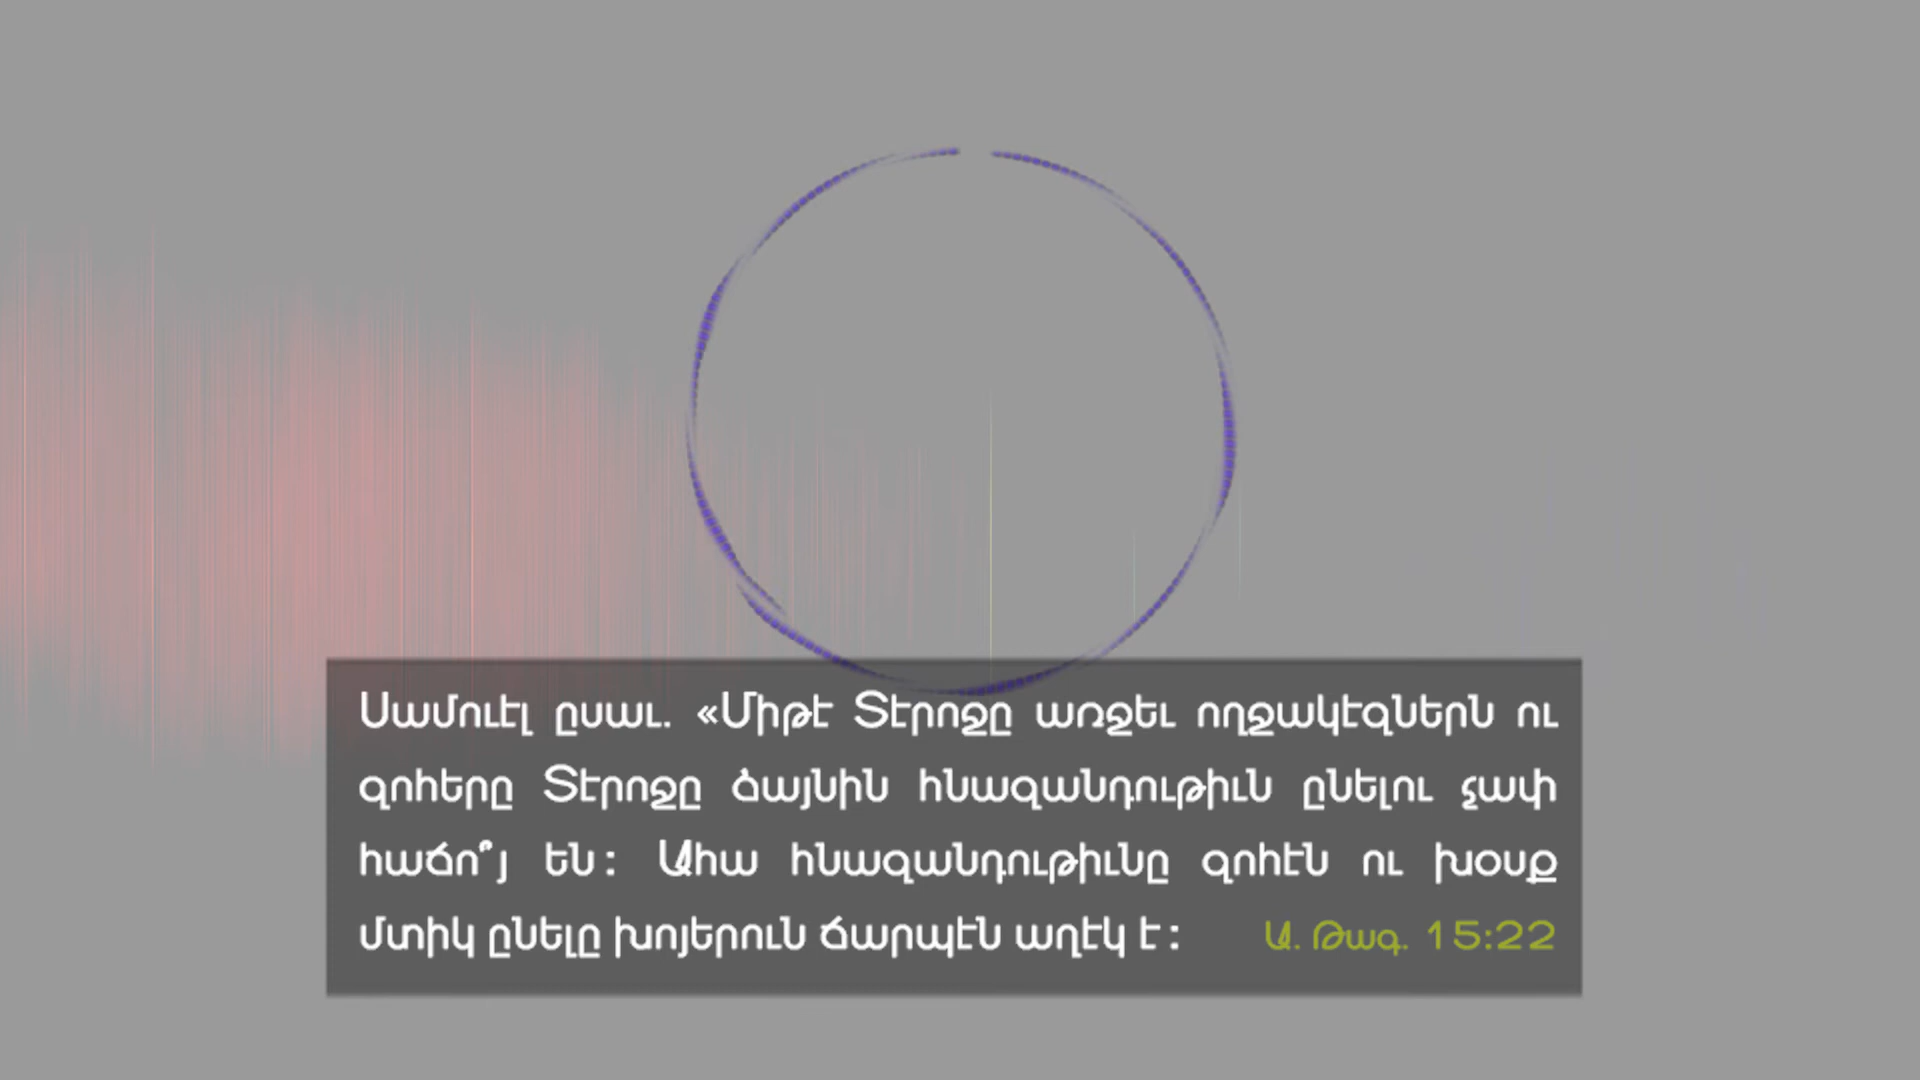 Սամուէլ ըսաւ. «Միթէ Տէրոջը առջեւ ողջակէզներն ու
զոհերը Տէրոջը ձայնին հնազանդութիւն ընելու չափ
հաճո՞յ են: Ահա հնազանդութիւնը զոհէն ու խօսք
մտիկ ընելը խոյերուն ճարպէն աղէկ է: Ա. Թագ. 15:22